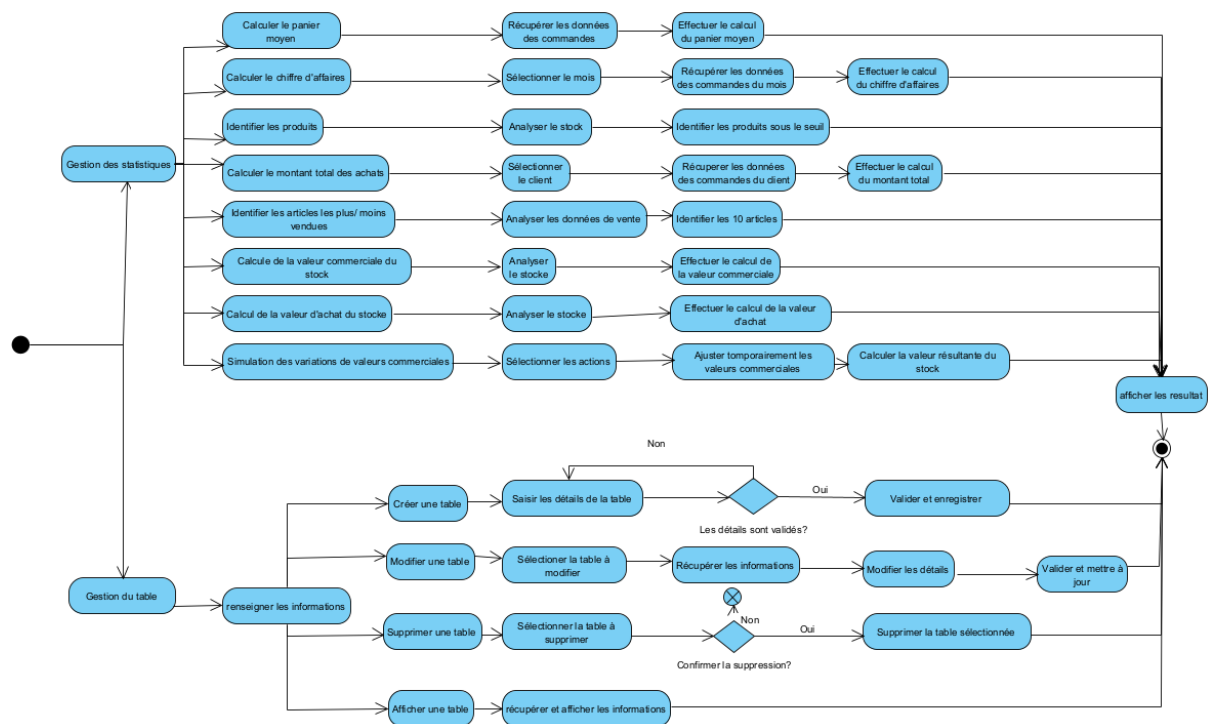 Calculer le panier
moyen
Récupérer les données
des commandes
Effectuer le calcul
du panier moyen
Calculer le chiffre d'affaires
Sélectionner le mois
Récupérer les données
des commandes du mois
Effectuer le calcul
du chiffre d'affaires
Identifier les produits
Analyser le stock
Identifier les produits sous le seuil
Gestion des statistiques
Calculer le montant total des achats
Sélectionner
le client
Récuperer les données
des commandes du client
Effectuer le calcul
du montant total
Identifier les articles les plus/ moins
vendues
Analyser les données de vente
Identifier les 10 articles
Calcule de la valeur commerciale du
stock
Analyser
le stocke
Effectuer le calcul de
la valeur commerciale
Calcul de la valeur d'achat du stocke
Analyser le stocke
Effectuer le calcul de la valeur
d'achat
Simulation des variations de valeurs commerciales
Sélectionner les actions
Ajuster tomporairement les
valeurs commerciales
Calculer la valeur résultante du
stock
afficher les resultat
Non
Créer une table
Saisir les détails de la table
Oui
Valider et enregistrer
Les détails sont validés?
Modifier une table
Sélectioner la table à
modifier
Récupérer les informations
Modifier les détails
Valider et mettre à
jour
Gestion du table
renseigner les informations
Supprimer une table
Sélectionner la table à
supprimer
Non
Oui
Supprimer la table sélectionnée
Confirmer la suppression?
Afficher une table
récupérer et afficher les informations